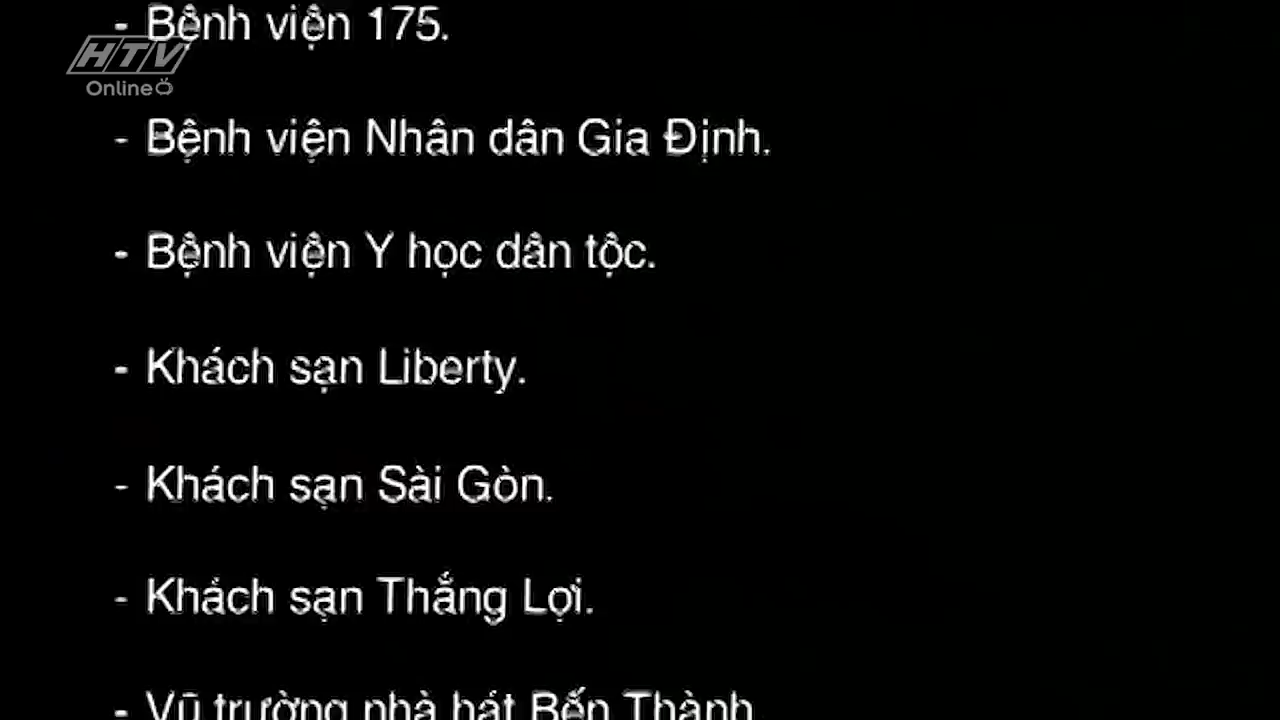 - Bệnh viện 175.
HTV
Online
- Bệnh viện Nhân dân Gia Định.
- Bệnh viện Y học dân tộc.
- Khách sạn Liberty.
- Khách sạn Sài Gòn.
- Khách sạn Thắng Lợi.
- Vũ trường nhà hát Bến Thành